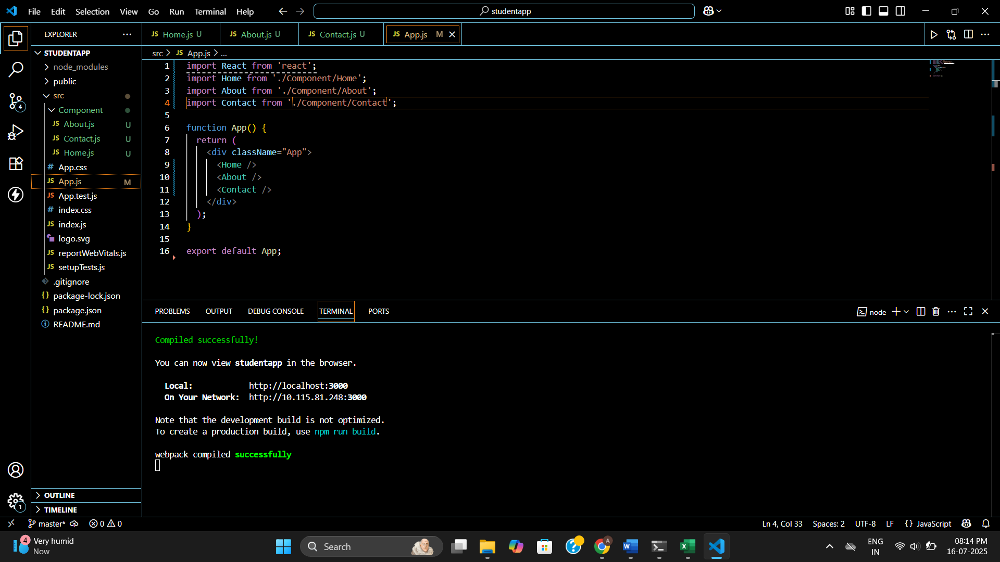 File Edit Selection View Go Run Terminal Help
studentapp
EXPLORER
Home.js U
About.js U
Contact.js U
App.js M
STUDENTAPP
node_modules
public
src
Component
About.js U
Contact.js U
Home.js U
App.css
App.js M
App.test.js
index.css
index.js
logo.svg
reportWebVitals.js
setupTests.js
.gitignore
package-lock.json
package.json
README.md
OUTLINE
TIMELINE
src > JS App.js > ...
1 import React from 'react';
2 import Home from './Component/Home';
3 import About from './Component/About';
4 import Contact from './Component/Contact';
5
6 function App() {
7 return (
8 <div className="App">
9 <Home />
10 <About />
11 <Contact />
12 </div>
13 );
14 }
15
16 export default App;
PROBLEMS OUTPUT DEBUG CONSOLE TERMINAL PORTS
node
Compiled successfully!
You can now view studentapp in the browser.
Local: http://localhost:3000
On Your Network: http://10.115.81.248:3000
Note that the development build is not optimized.
To create a production build, use npm run build.
webpack compiled successfully
4
1
master* 0 0
Ln 4, Col 33 Spaces: 2 UTF-8 LF {} JavaScript
4
Very humid
Now
Search
ENG
IN
08:14 PM
16-07-2025